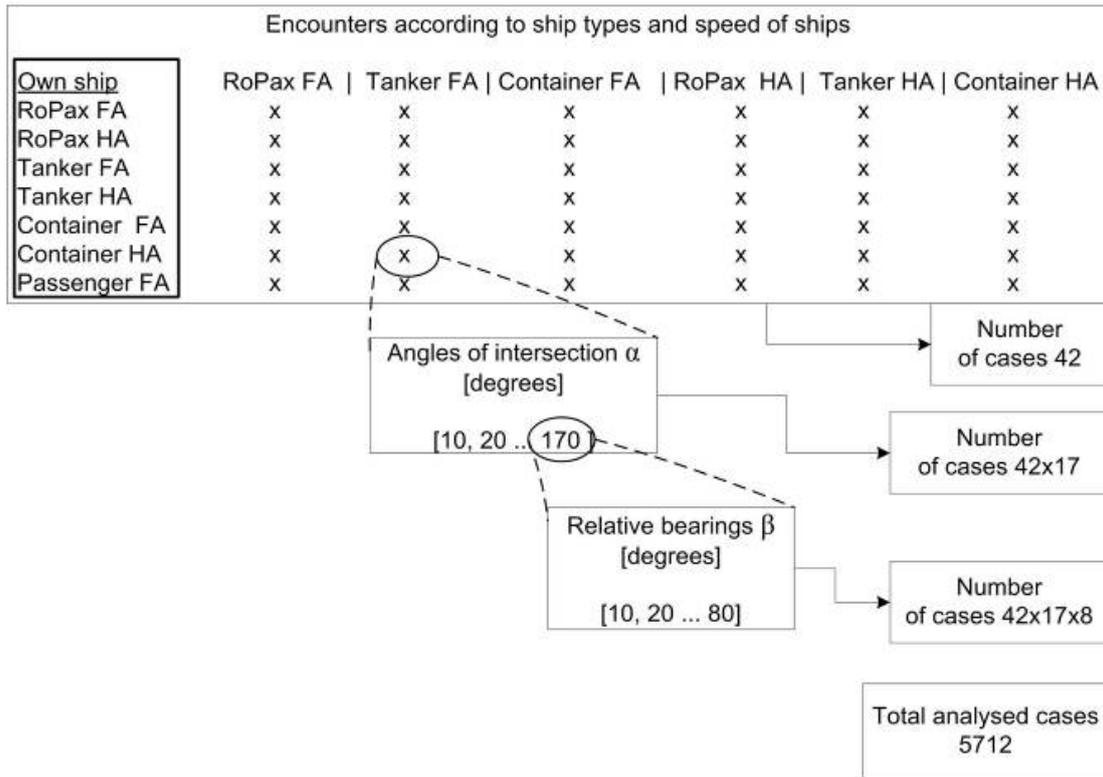 Encounters according to ship types and speed of ships
Own ship RoPax FA | Tanker FA | Container FA | RoPax HA | Tanker HA | Container HA
RoPax FA x x x x x x
RoPax HA x x x x x x
Tanker FA x x x x x x
Tanker HA x x x x x x
Container FA x x x x x x
Container HA x x x x x x
Passenger FA x x x x x x
Number
of cases 42
Angles of intersection α
[degrees]
[10, 20 ... 170 ]
Number
of cases 42x17
Relative bearings β
[degrees]
[10, 20 ... 80]
Number
of cases 42x17x8
Total analysed cases
5712